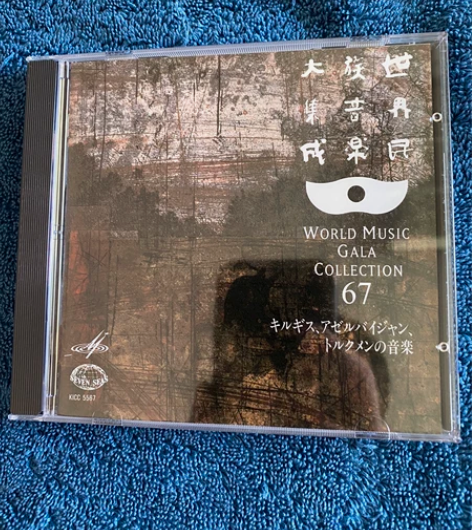 世界民
族音楽
大集成
WORLD MUSIC
GALA
COLLECTION
67
キルギス、アゼルバイジャン、
トルクメンの音楽
SEVEN SEAS
KICC 5567